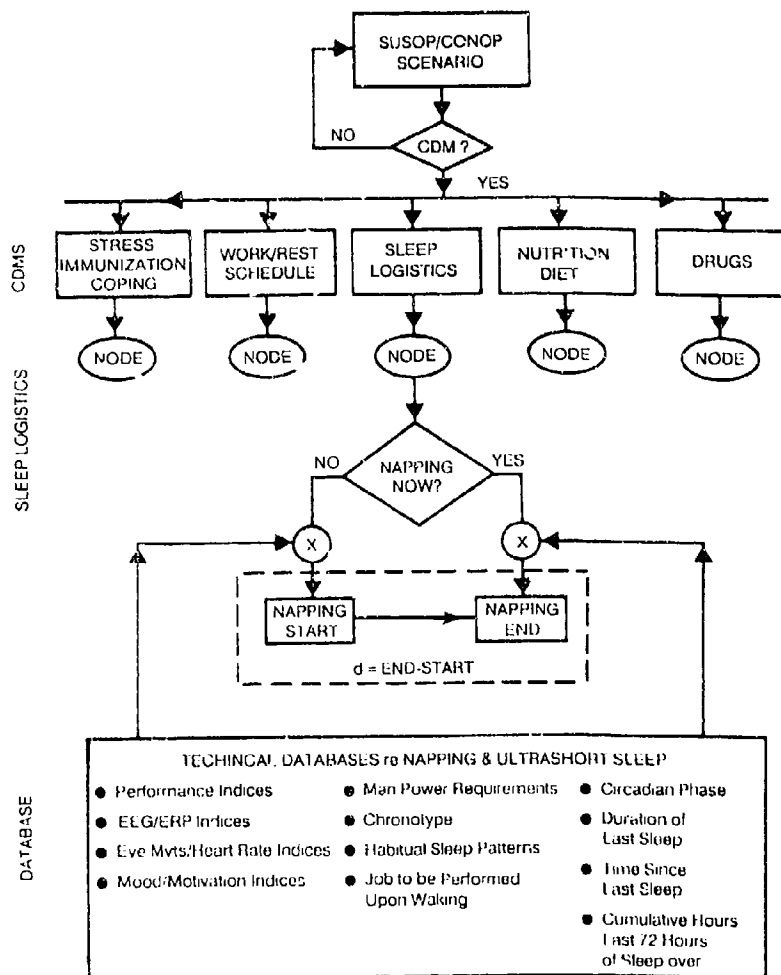 SUSOP/CONOP
SCENARIO
NO
CDM ?
YES
CDMS
STRESS
IMMUNIZATION
COPING
WORK/REST
SCHEDULE
SLEEP
LOGISTICS
NUTRITION
DIET
DRUGS
NODE
NODE
NODE
NODE
NODE
SLEEP LOGISTICS
NO
NAPPING
NOW?
YES
X
X
NAPPING
START
NAPPING
END
d = END-START
DATABASE
TECHINCAL DATABASES re NAPPING & ULTRASHORT SLEEP
● Performance Indices
● EEG/ERP Indices
● Eye Mvts/Heart Rate Indices
● Mood/Motivation Indices
● Man Power Requirements
● Chronotype
● Habitual Sleep Patterns
● Job to be Performed
Upon Waking
● Circadian Phase
● Duration of
Last Sleep
● Time Since
Last Sleep
● Cumulative Hours
Last 72 Hours
of Sleep over